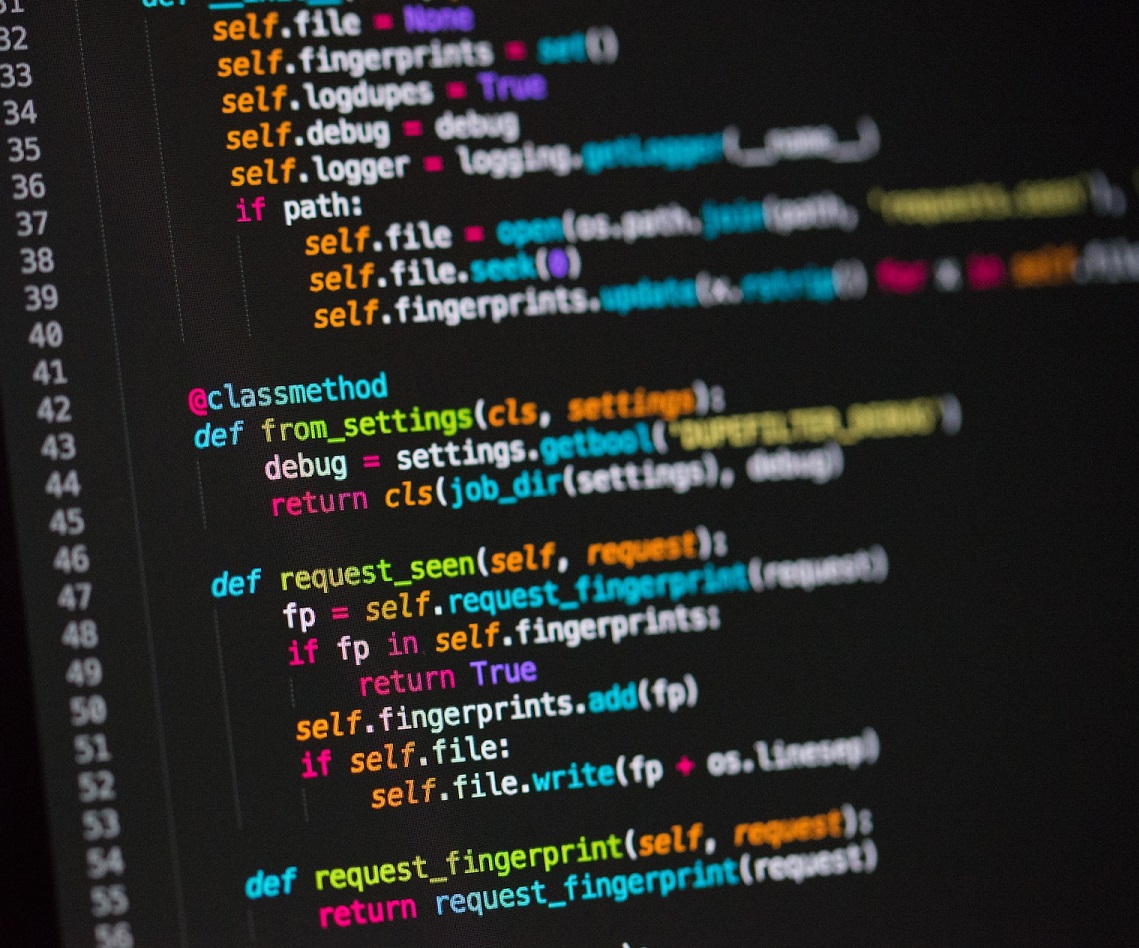 31 def __init__(
32 self.file = None
33 self.fingerprints = set()
34 self.logdupes = True
35 self.debug = debug
36 self.logger = logging.getLogger(__name__)
37 if path:
38 self.file = open(os.path.join(path, 'requests.seen'),
39 self.file.seek(0)
40 self.fingerprints.update(x.rstrip() for x in self.file
41
42 @classmethod
43 def from_settings(cls, settings):
44 debug = settings.getbool('DUPEFILTER_DEBUG')
45 return cls(job_dir(settings), debug)
46
47 def request_seen(self, request):
48 fp = self.request_fingerprint(request)
49 if fp in self.fingerprints:
50 return True
51 self.fingerprints.add(fp)
52 if self.file:
53 self.file.write(fp + os.linesep)
54
55 def request_fingerprint(self, request):
56 return request_fingerprint(request)